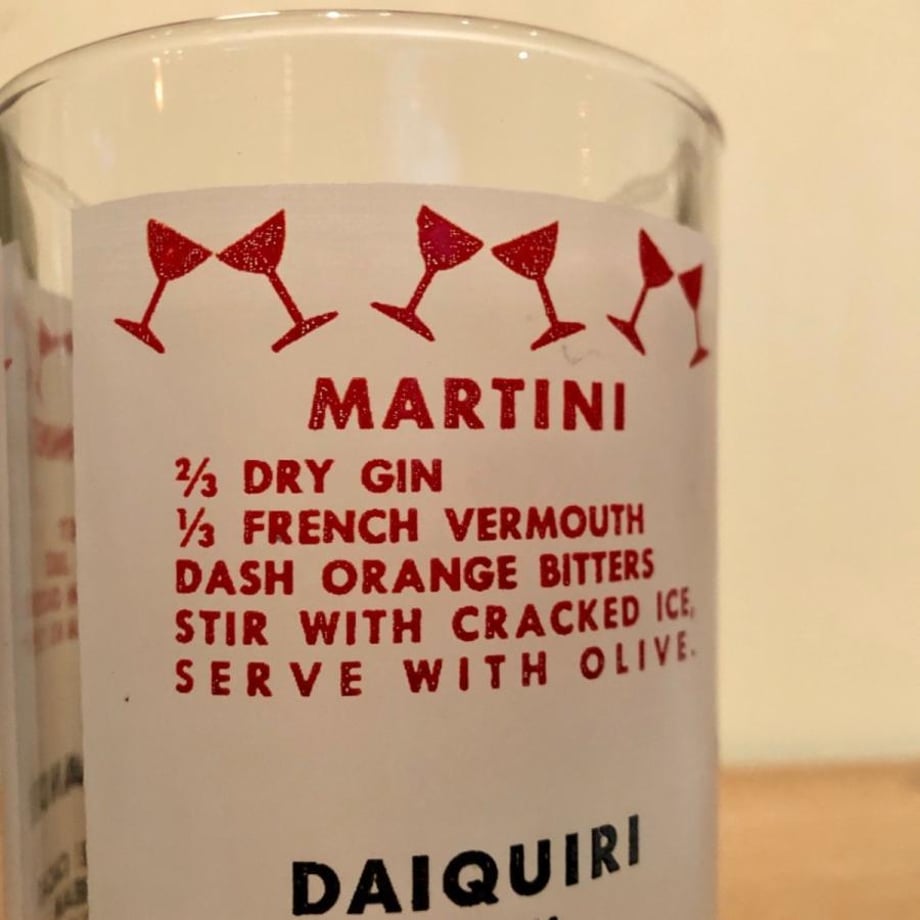 MARTINI
⅔ DRY GIN
⅓ FRENCH VERMOUTH
DASH ORANGE BITTERS
STIR WITH CRACKED ICE,
SERVE WITH OLIVE.
DAIQUIRI